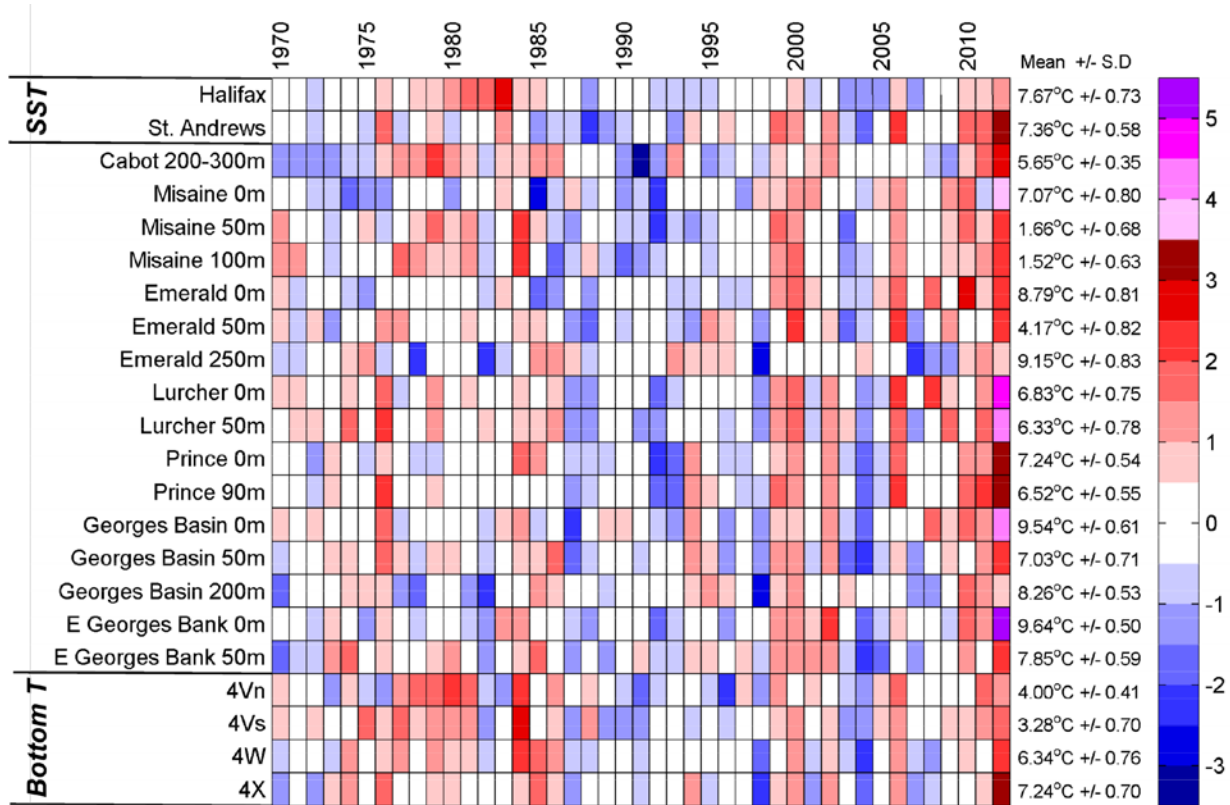 1970 1975 1980 1985 1990 1995 2000 2005 2010 Mean +/- S.D
SST
Halifax 7.67°C +/- 0.73
St. Andrews 7.36°C +/- 0.58
Cabot 200-300m 5.65°C +/- 0.35
Misaine 0m 7.07°C +/- 0.80
Misaine 50m 1.66°C +/- 0.68
Misaine 100m 1.52°C +/- 0.63
Emerald 0m 8.79°C +/- 0.81
Emerald 50m 4.17°C +/- 0.82
Emerald 250m 9.15°C +/- 0.83
Lurcher 0m 6.83°C +/- 0.75
Lurcher 50m 6.33°C +/- 0.78
Prince 0m 7.24°C +/- 0.54
Prince 90m 6.52°C +/- 0.55
Georges Basin 0m 9.54°C +/- 0.61
Georges Basin 50m 7.03°C +/- 0.71
Georges Basin 200m 8.26°C +/- 0.53
E Georges Bank 0m 9.64°C +/- 0.50
E Georges Bank 50m 7.85°C +/- 0.59
Bottom T
4Vn 4.00°C +/- 0.41
4Vs 3.28°C +/- 0.70
4W 6.34°C +/- 0.76
4X 7.24°C +/- 0.70
5
4
3
2
1
0
-1
-2
-3